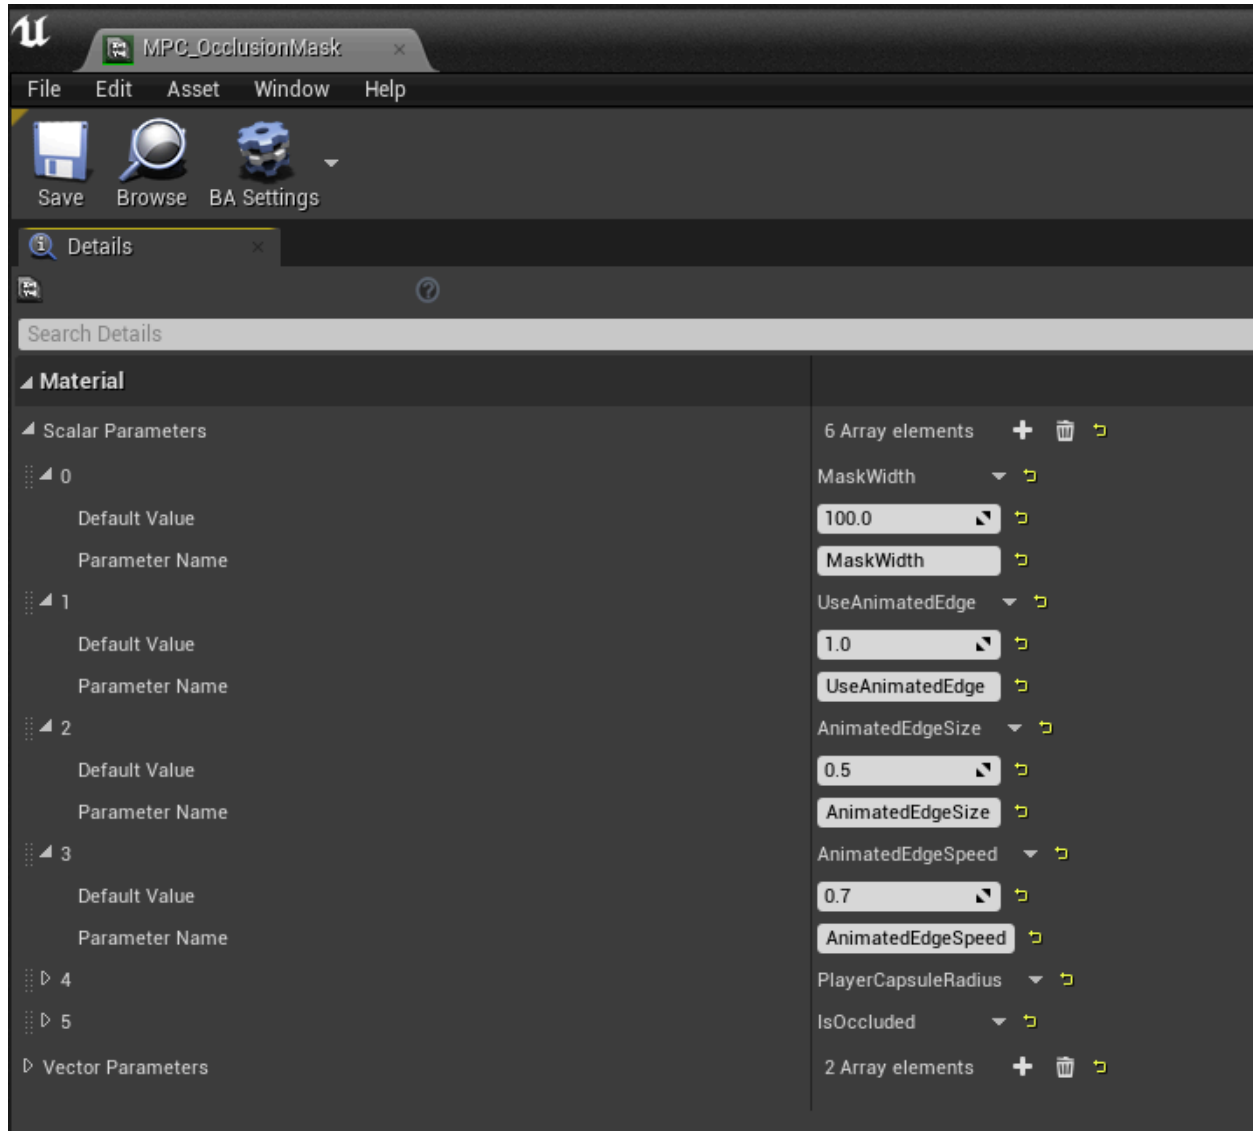 MPC_OcclusionMask
File Edit Asset Window Help
Save Browse BA Settings
Details
Search Details
Material
Scalar Parameters 6 Array elements
0 MaskWidth
Default Value 100.0
Parameter Name MaskWidth
1 UseAnimatedEdge
Default Value 1.0
Parameter Name UseAnimatedEdge
2 AnimatedEdgeSize
Default Value 0.5
Parameter Name AnimatedEdgeSize
3 AnimatedEdgeSpeed
Default Value 0.7
Parameter Name AnimatedEdgeSpeed
4 PlayerCapsuleRadius
5 IsOccluded
Vector Parameters 2 Array elements